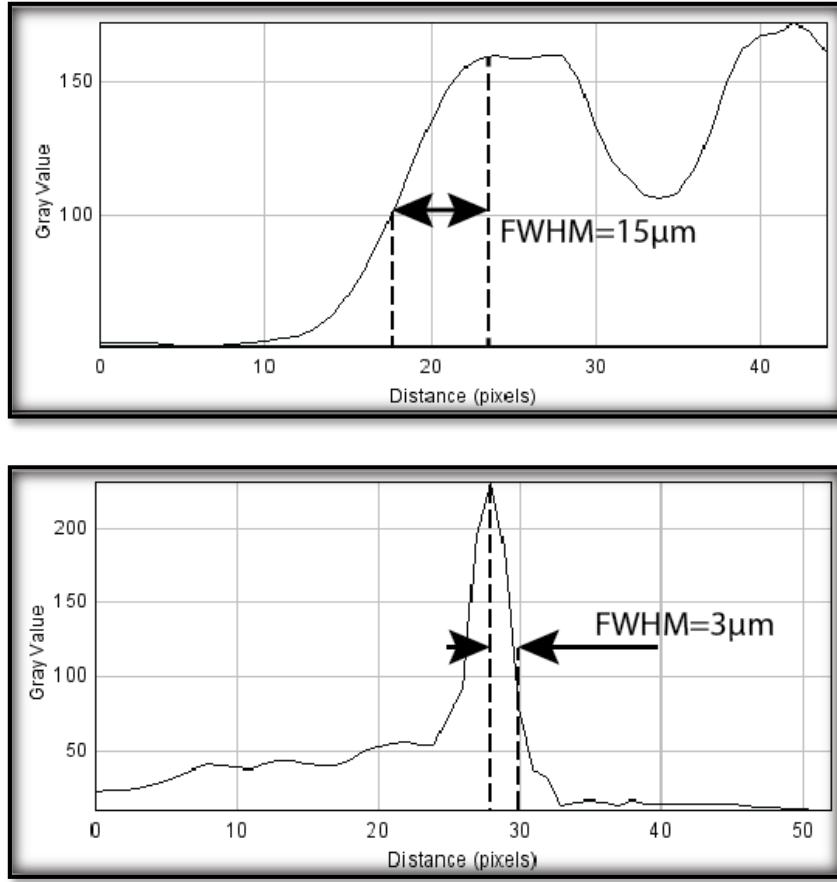 150
100
Gray Value
FWHM=15μm
0 10 20 30 40
Distance (pixels)
200
150
100
50
Gray Value
FWHM=3μm
0 10 20 30 40 50
Distance (pixels)